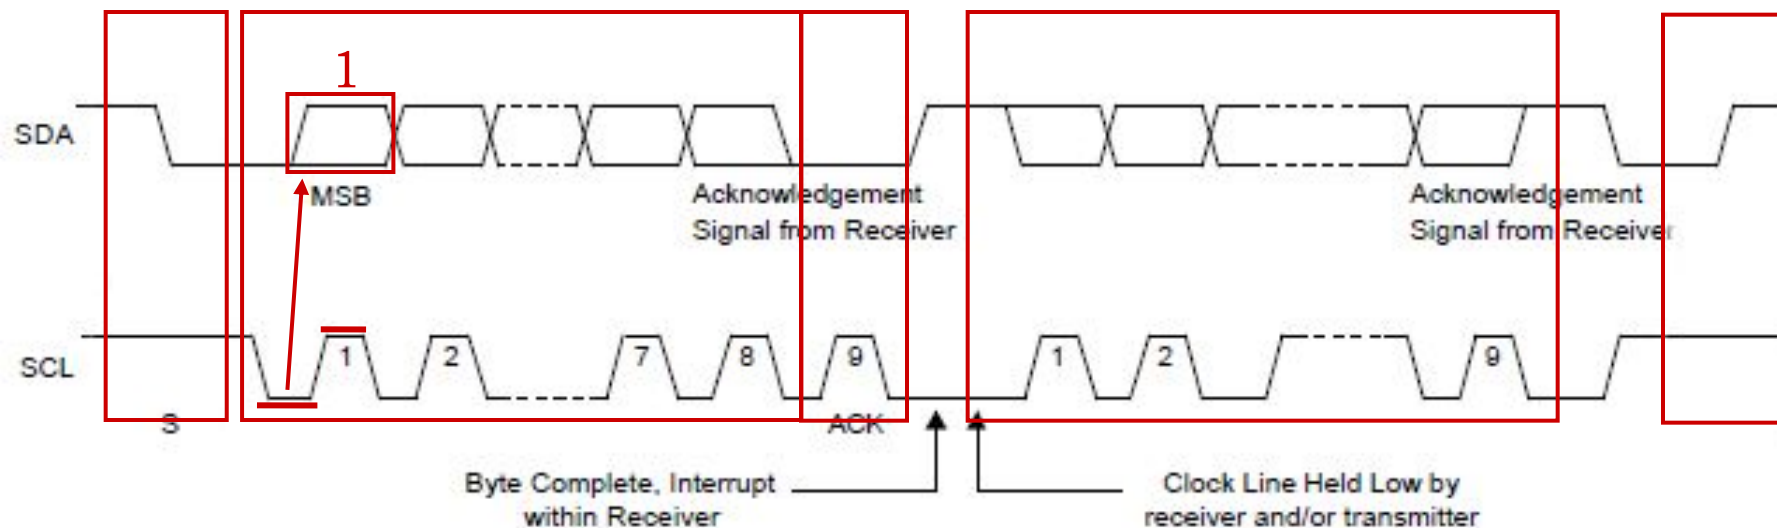 1
SDA
MSB
Acknowledgement
Signal from Receiver
Acknowledgement
Signal from Receiver
SCL
1
2
7
8
9
1
2
9
S
ACK
Byte Complete, Interrupt
within Receiver
Clock Line Held Low by
receiver and/or transmitter